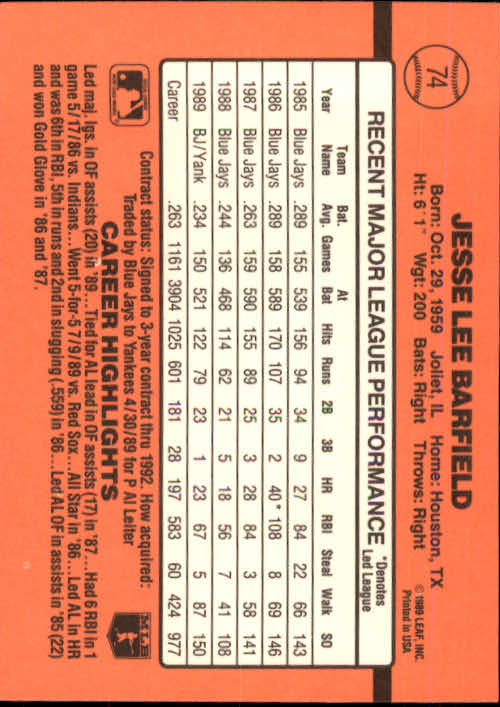 74
JESSE LEE BARFIELD
Born: Oct. 29, 1959 Joliet, IL Home: Houston, TX
Ht: 6'1" Wgt: 200 Bats: Right Throws: Right
© 1989 LEAF, INC.
Printed in USA
RECENT MAJOR LEAGUE PERFORMANCE *Denotes Led League
Year Team Name Bat. Avg. Games At Bat Hits Runs 2B 3B HR RBI Steal Walk SO
1985 Blue Jays .289 155 539 156 94 34 9 27 84 22 66 143
1986 Blue Jays .289 158 589 170 107 35 2 40* 108 8 69 146
1987 Blue Jays .263 159 590 155 89 25 3 28 84 3 58 141
1988 Blue Jays .244 136 468 114 62 21 5 18 56 7 41 108
1989 BJ/Yank .234 150 521 122 79 23 1 23 67 5 87 150
Career .263 1161 3904 1025 601 181 28 197 583 60 424 977
Contract status: Signed to 3-year contract thru 1992. How acquired:
Traded by Blue Jays to Yankees 4/30/89 for P Al Leiter
CAREER HIGHLIGHTS
MLB
Led maj. lgs. in OF assists (20) in '89...Tied for AL lead in OF assists (17) in '87...Had 6 RBI in 1
game 5/17/86 vs. Indians...Went 5-for-5 7/9/89 vs. Red Sox...All Star in '86...Led AL in HR
and was 6th in RBI, 5th in runs and 2nd in slugging (.559) in '86...Led AL OF in assists in '85 (22)
and won Gold Glove in '86 and '87.